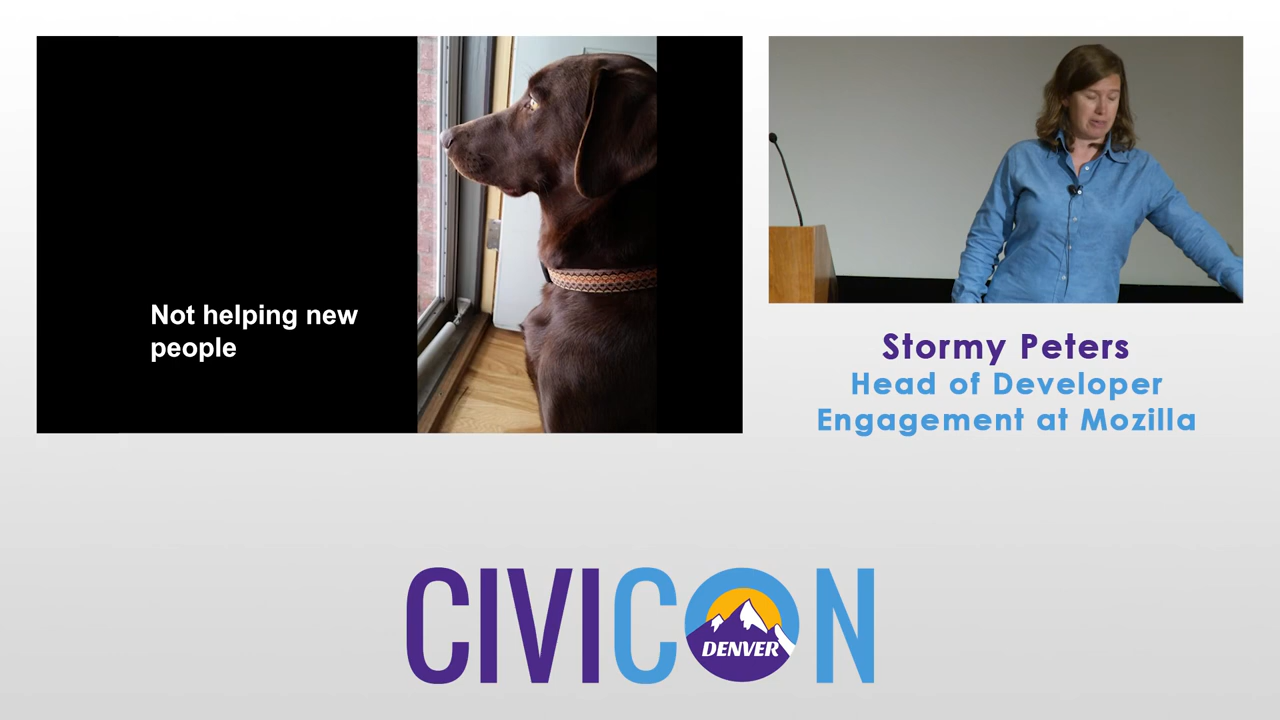 Not helping new
people
Stormy Peters
Head of Developer
Engagement at Mozilla
CIVICON
DENVER